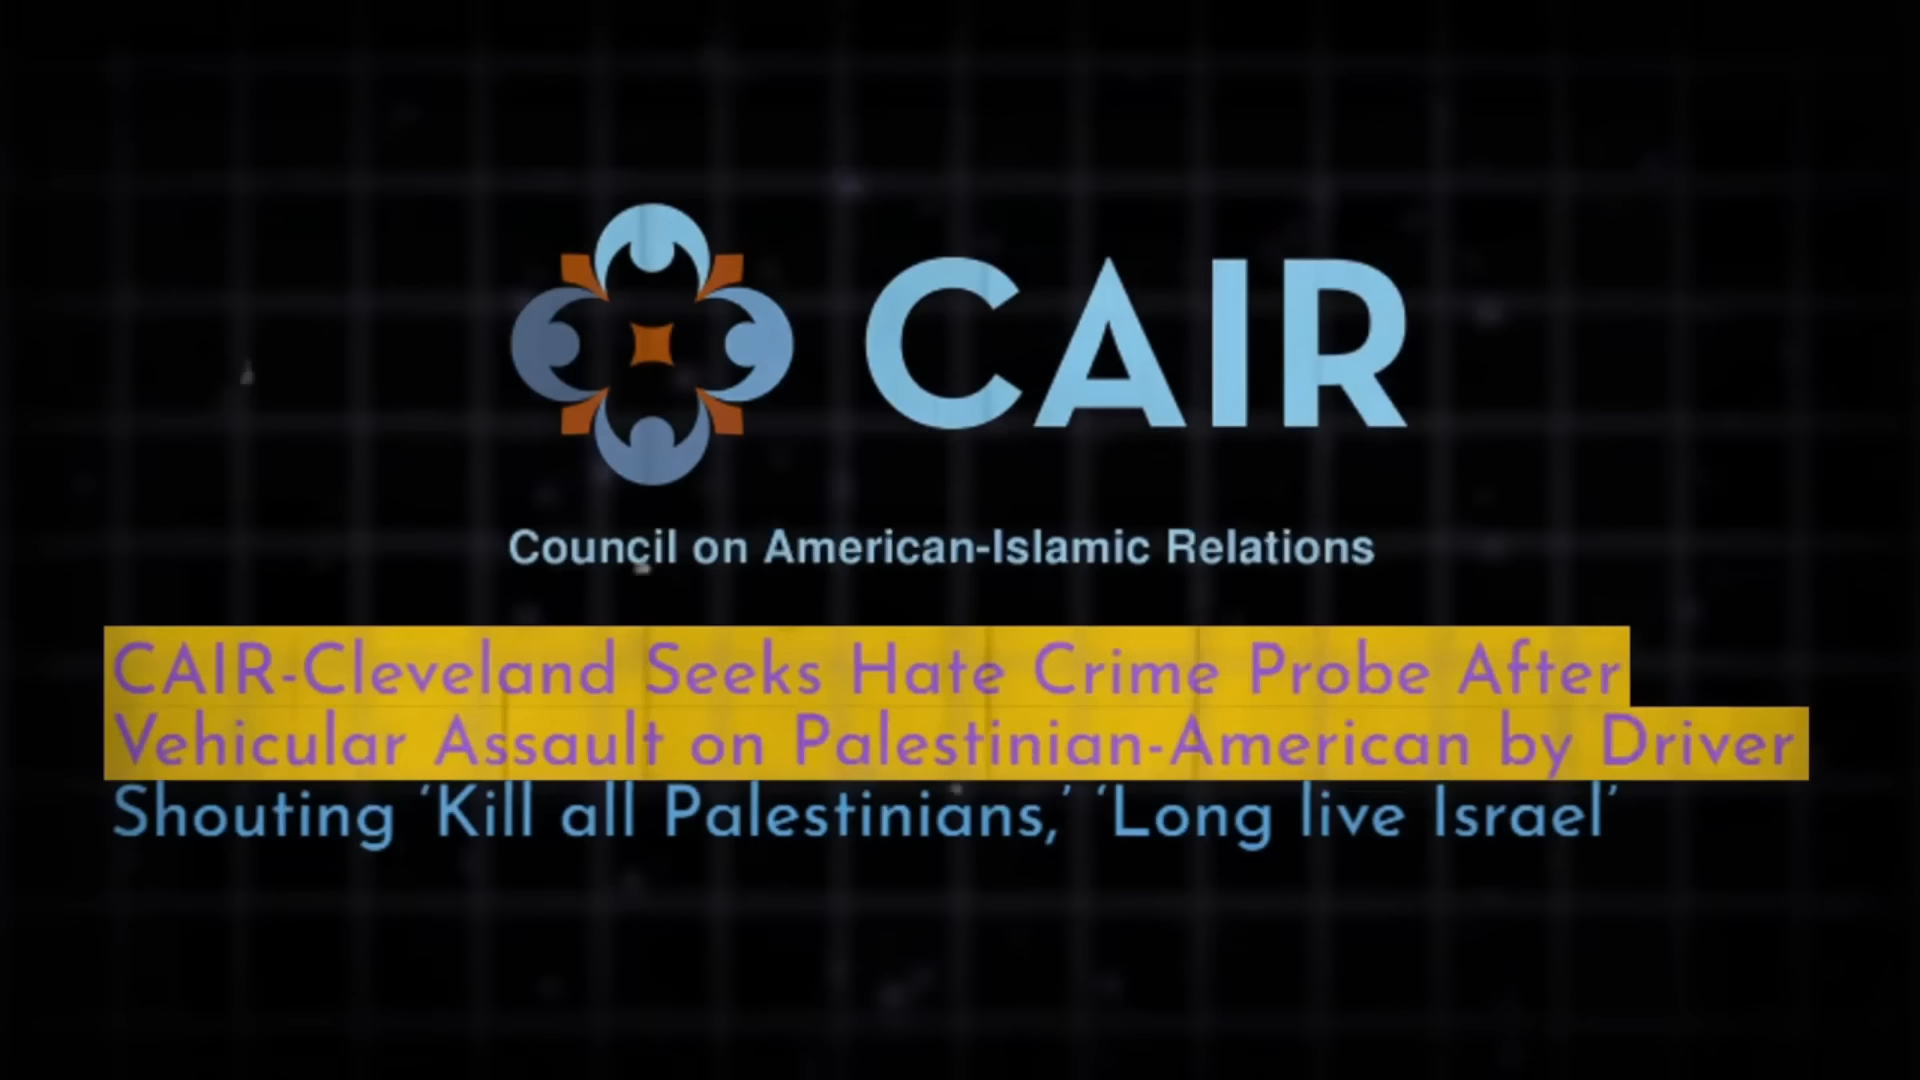 CAIR
Council on American-Islamic Relations
CAIR-Cleveland Seeks Hate Crime Probe After
Vehicular Assault on Palestinian-American by Driver
Shouting ‘Kill all Palestinians,’ ‘Long live Israel’